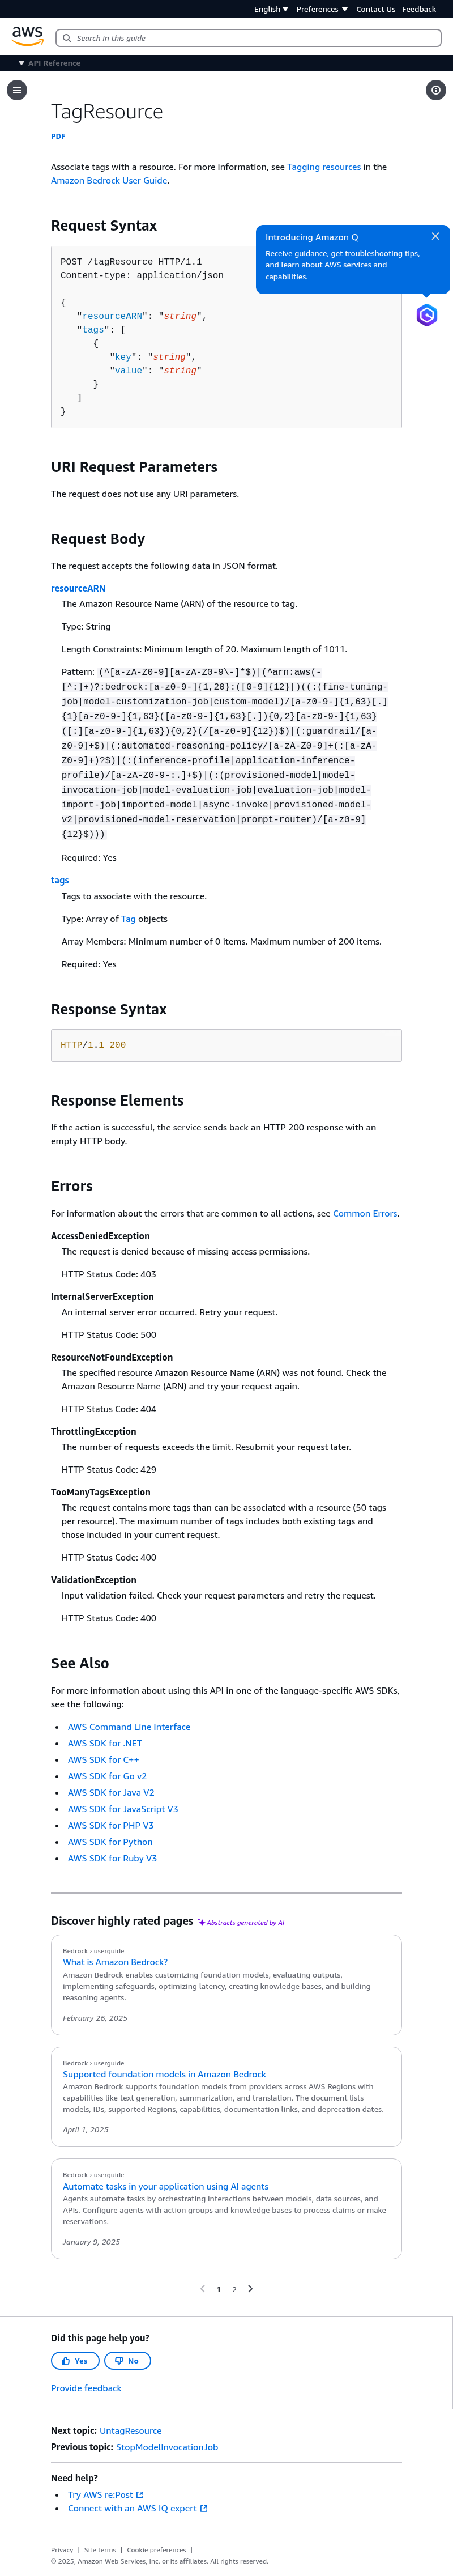 English Preferences Contact Us Feedback
aws
Search in this guide
API Reference
TagResource
PDF
Associate tags with a resource. For more information, see Tagging resources in the
Amazon Bedrock User Guide.
Request Syntax
Introducing Amazon Q
Receive guidance, get troubleshooting tips,
and learn about AWS services and
capabilities.
POST /tagResource HTTP/1.1
Content-type: application/json
{
"resourceARN": "string",
"tags": [
{
"key": "string",
"value": "string"
}
]
}
URI Request Parameters
The request does not use any URI parameters.
Request Body
The request accepts the following data in JSON format.
resourceARN
The Amazon Resource Name (ARN) of the resource to tag.
Type: String
Length Constraints: Minimum length of 20. Maximum length of 1011.
Pattern: (^[a-zA-Z0-9][a-zA-Z0-9\-]*$)|(^arn:aws(-
[^:]+)?:bedrock:[a-z0-9-]{1,20}:([0-9]{12}|)((:(fine-tuning-
job|model-customization-job|custom-model)/[a-z0-9-]{1,63}[.]
{1}[a-z0-9-]{1,63}([a-z0-9-]{1,63}[.]){0,2}[a-z0-9-]{1,63}
([:][a-z0-9-]{1,63}){0,2}(/[a-z0-9]{12})$)|(:guardrail/[a-
z0-9]+$)|(:automated-reasoning-policy/[a-zA-Z0-9]+(:[a-zA-
Z0-9]+)?$)|(:(inference-profile|application-inference-
profile)/[a-zA-Z0-9-:.]+$)|(:(provisioned-model|model-
invocation-job|model-evaluation-job|evaluation-job|model-
import-job|imported-model|async-invoke|provisioned-model-
v2|provisioned-model-reservation|prompt-router)/[a-z0-9]
{12}$)))
Required: Yes
tags
Tags to associate with the resource.
Type: Array of Tag objects
Array Members: Minimum number of 0 items. Maximum number of 200 items.
Required: Yes
Response Syntax
HTTP/1.1 200
Response Elements
If the action is successful, the service sends back an HTTP 200 response with an
empty HTTP body.
Errors
For information about the errors that are common to all actions, see Common Errors.
AccessDeniedException
The request is denied because of missing access permissions.
HTTP Status Code: 403
InternalServerException
An internal server error occurred. Retry your request.
HTTP Status Code: 500
ResourceNotFoundException
The specified resource Amazon Resource Name (ARN) was not found. Check the
Amazon Resource Name (ARN) and try your request again.
HTTP Status Code: 404
ThrottlingException
The number of requests exceeds the limit. Resubmit your request later.
HTTP Status Code: 429
TooManyTagsException
The request contains more tags than can be associated with a resource (50 tags
per resource). The maximum number of tags includes both existing tags and
those included in your current request.
HTTP Status Code: 400
ValidationException
Input validation failed. Check your request parameters and retry the request.
HTTP Status Code: 400
See Also
For more information about using this API in one of the language-specific AWS SDKs,
see the following:
• AWS Command Line Interface
• AWS SDK for .NET
• AWS SDK for C++
• AWS SDK for Go v2
• AWS SDK for Java V2
• AWS SDK for JavaScript V3
• AWS SDK for PHP V3
• AWS SDK for Python
• AWS SDK for Ruby V3
Discover highly rated pages Abstracts generated by AI
Bedrock › userguide
What is Amazon Bedrock?
Amazon Bedrock enables customizing foundation models, evaluating outputs,
implementing safeguards, optimizing latency, creating knowledge bases, and building
reasoning agents.
February 26, 2025
Bedrock › userguide
Supported foundation models in Amazon Bedrock
Amazon Bedrock supports foundation models from providers across AWS Regions with
capabilities like text generation, summarization, and translation. The document lists
models, IDs, supported Regions, capabilities, documentation links, and deprecation dates.
April 1, 2025
Bedrock › userguide
Automate tasks in your application using AI agents
Agents automate tasks by orchestrating interactions between models, data sources, and
APIs. Configure agents with action groups and knowledge bases to process claims or make
reservations.
January 9, 2025
1 2
Did this page help you?
Yes No
Provide feedback
Next topic: UntagResource
Previous topic: StopModelInvocationJob
Need help?
• Try AWS re:Post
• Connect with an AWS IQ expert
Privacy | Site terms | Cookie preferences |
© 2025, Amazon Web Services, Inc. or its affiliates. All rights reserved.